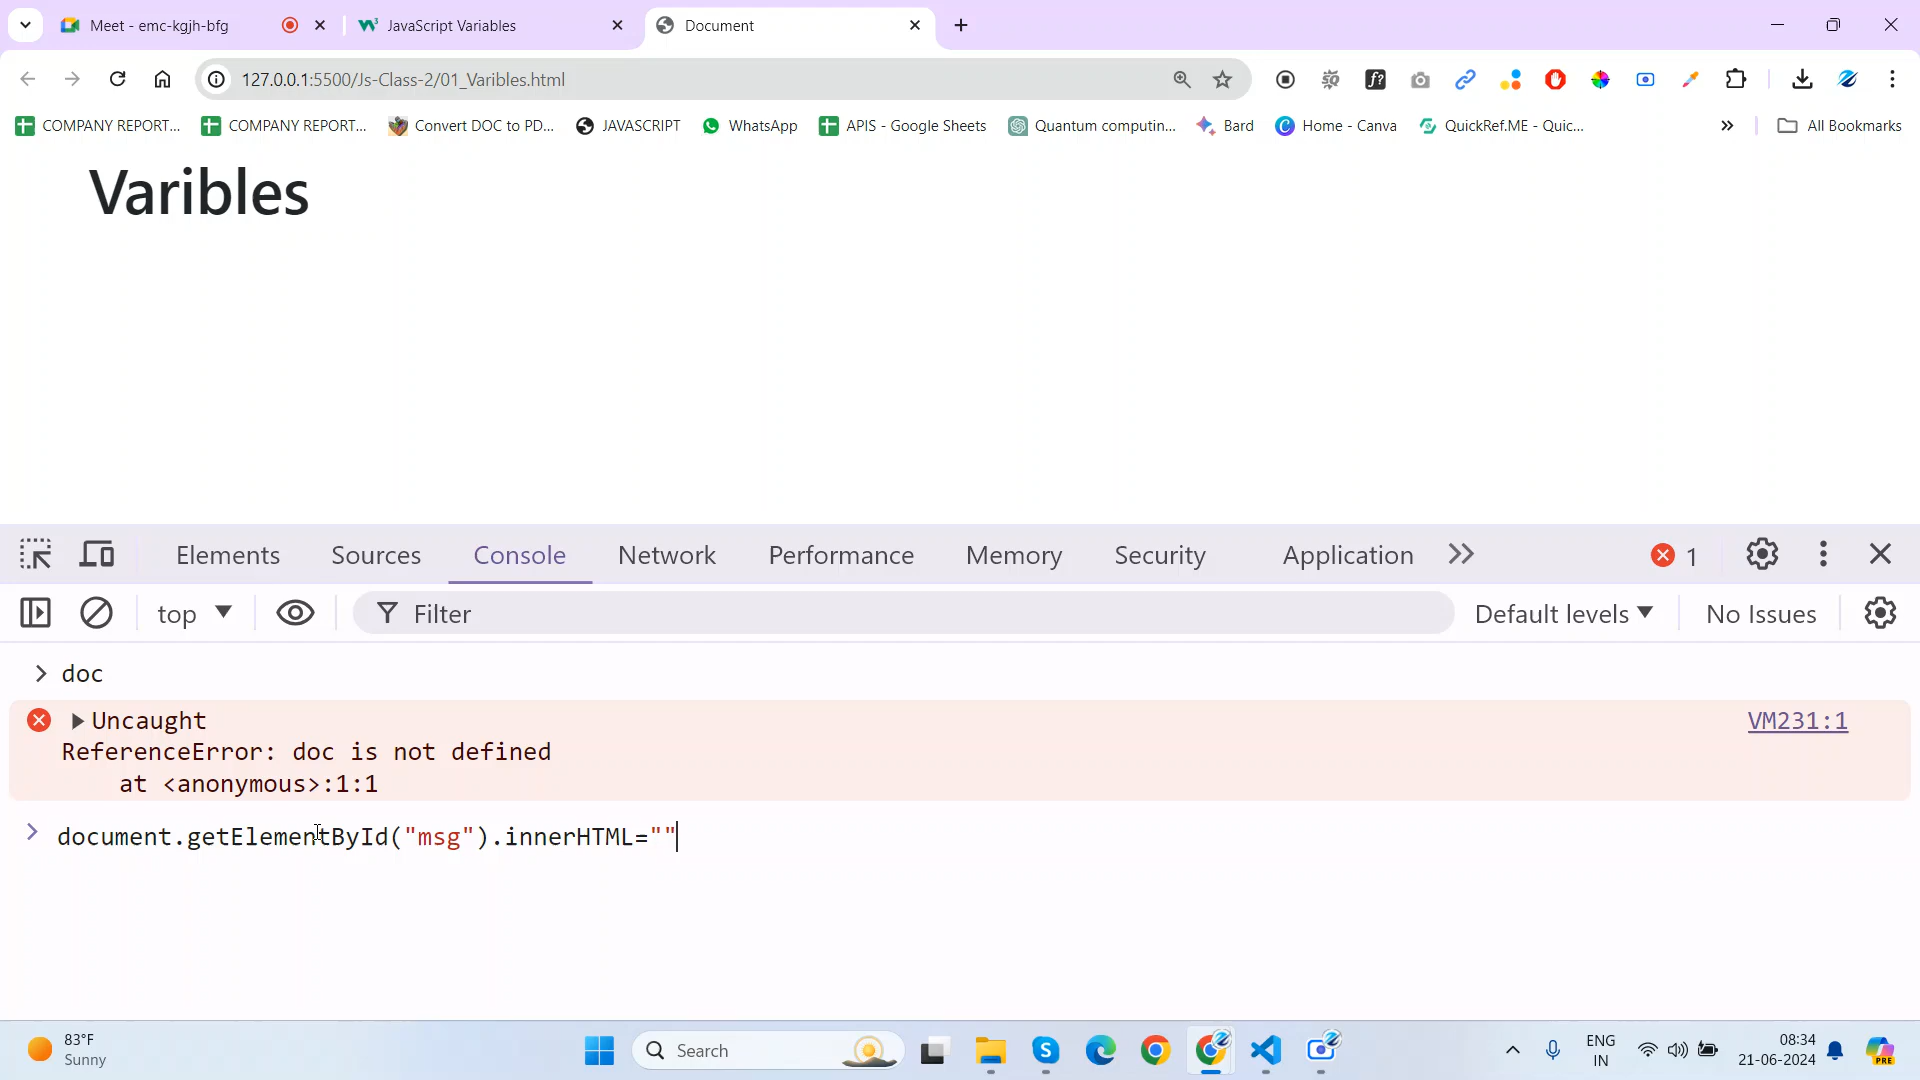 Meet - emc-kgjh-bfg
JavaScript Variables
Document
127.0.0.1:5500/Js-Class-2/01_Varibles.html
COMPANY REPORT...
COMPANY REPORT...
Convert DOC to PD...
JAVASCRIPT
WhatsApp
APIS - Google Sheets
Quantum computin...
Bard
Home - Canva
QuickRef.ME - Quic...
All Bookmarks
Varibles
Elements
Sources
Console
Network
Performance
Memory
Security
Application
1
top
Filter
Default levels
No Issues
doc
Uncaught
VM231:1
ReferenceError: doc is not defined
at <anonymous>:1:1
document.getElementById("msg").innerHTML=""
83°F
Sunny
Search
ENG
IN
08:34
21-06-2024
PRE